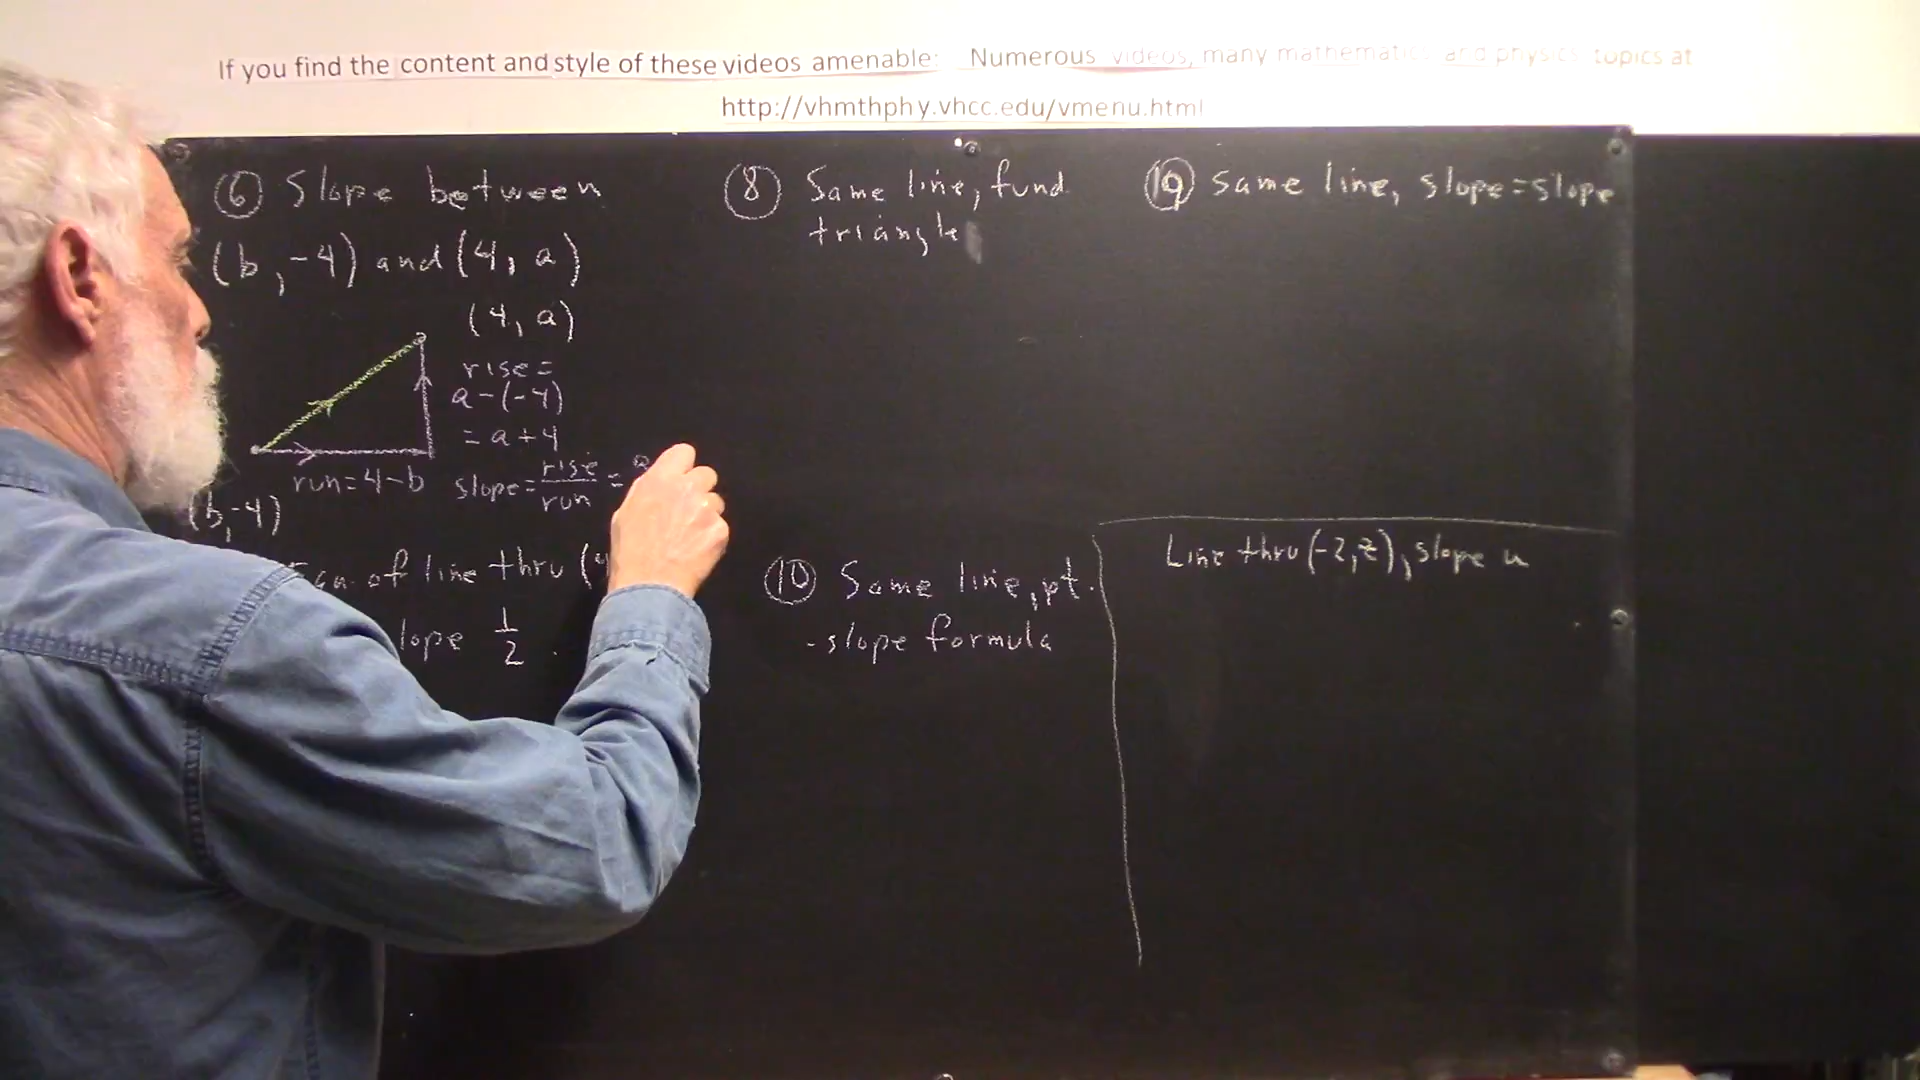 If you find the content and style of these videos amenable: Numerous videos, many mathematics and physics topics at
http://vhmthphy.vhcc.edu/vmenu.html
⑥ Slope between
(b, -4) and (4, a)
(4, a)
rise =
a - (-4)
= a + 4
run = 4 - b
slope = rise/run = a
(b, -4)
of line thru (4
slope 1/2.
⑧ Same line, fund.
triangle
⑩ Same line, pt.
-slope formula
same line, slope = slope
Line thru (-2, z), slope u